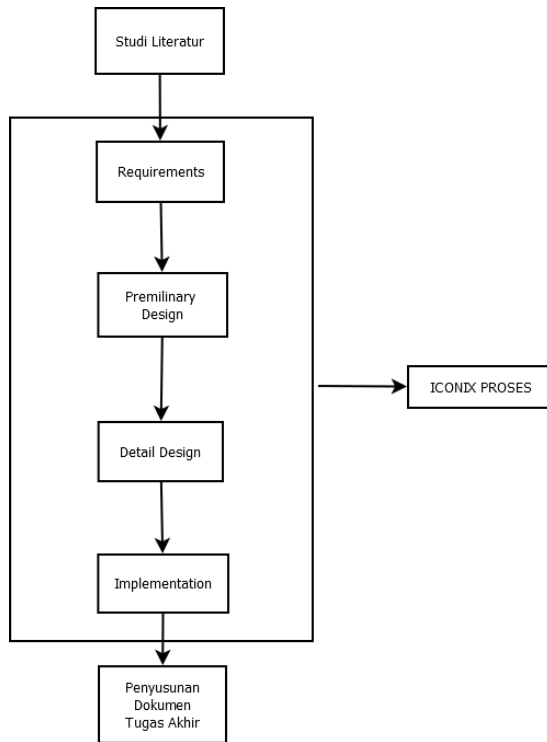 Studi Literatur
Requirements
Premilinary
Design
ICONIX PROSES
Detail Design
Implementation
Penyusunan
Dokumen
Tugas Akhir